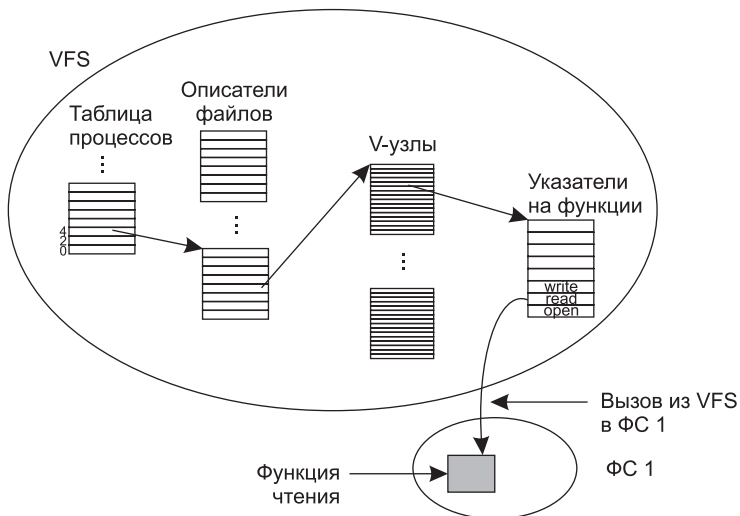 VFS
Таблица
процессов
Описатели
файлов
V-узлы
Указатели
на функции
4
2
0
write
read
open
Вызов из VFS
в ФС 1
Функция
чтения
ФС 1